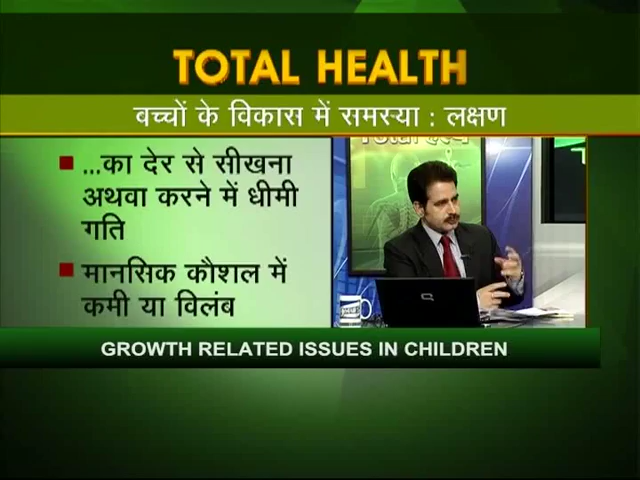 TOTAL HEALTH
बच्चों के विकास में समस्या : लक्षण
...का देर से सीखना
अथवा करने में धीमी
गति
मानसिक कौशल में
कमी या विलंब
GROWTH RELATED ISSUES IN CHILDREN